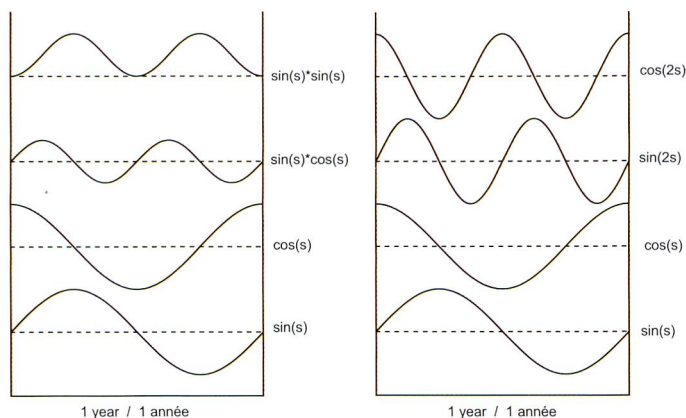 sin(s)*sin(s)
sin(s)*cos(s)
cos(s)
sin(s)
1 year / 1 année
cos(2s)
sin(2s)
cos(s)
sin(s)
1 year / 1 année